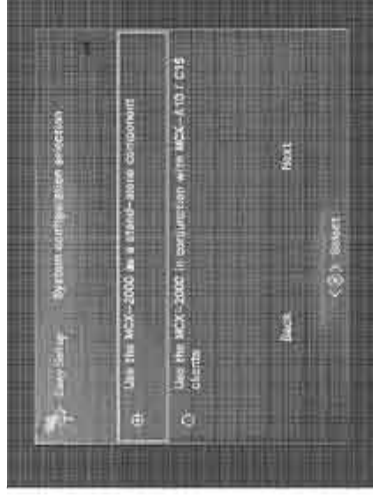 Easy Setup System configuration selection
Use the MCX-2000 as a stand-alone component
Use the MCX-2000 in conjunction with MCX-A10 / C15
clients
Back Next
Select